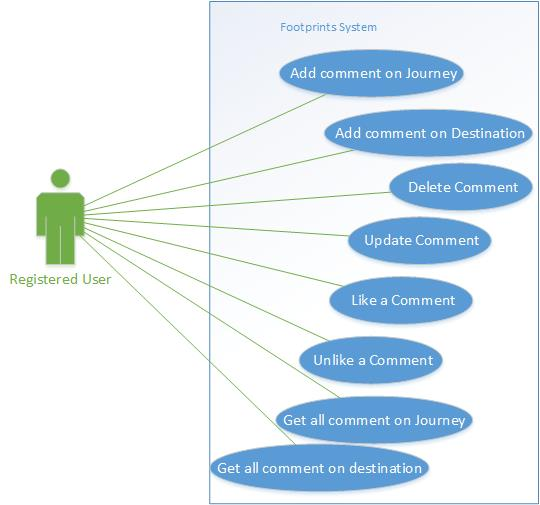 Footprints System
Add comment on Journey
Add comment on Destination
Delete Comment
Update Comment
Registered User
Like a Comment
Unlike a Comment
Get all comment on Journey
Get all comment on destination